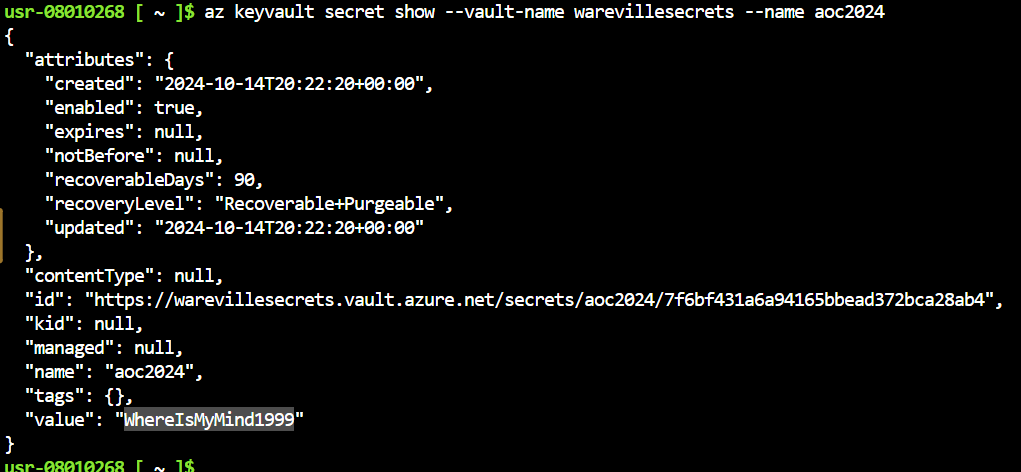 usr-08010268 [ ~ ]$ az keyvault secret show --vault-name warevillesecrets --name aoc2024
{
  "attributes": {
    "created": "2024-10-14T20:22:20+00:00",
    "enabled": true,
    "expires": null,
    "notBefore": null,
    "recoverableDays": 90,
    "recoveryLevel": "Recoverable+Purgeable",
    "updated": "2024-10-14T20:22:20+00:00"
  },
  "contentType": null,
  "id": "https://warevillesecrets.vault.azure.net/secrets/aoc2024/7f6bf431a6a94165bbead372bca28ab4",
  "kid": null,
  "managed": null,
  "name": "aoc2024",
  "tags": {},
  "value": "WhereIsMyMind1999"
}
usr-08010268 [ ~ ]$